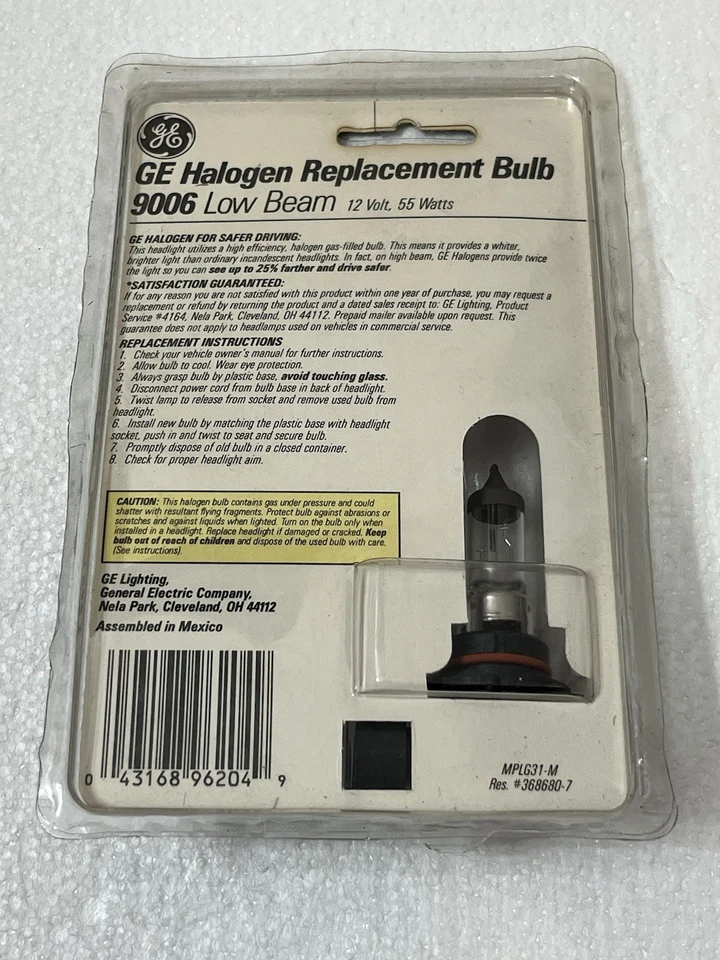 GE
GE Halogen Replacement Bulb
9006 Low Beam 12 Volt, 55 Watts
GE HALOGEN FOR SAFER DRIVING:
This headlight utilizes a high efficiency, halogen gas-filled bulb. This means it provides a whiter,
brighter light than ordinary incandescent headlights. In fact, on high beam, GE Halogens provide twice
the light so you can see up to 25% farther and drive safer.
*SATISFACTION GUARANTEED:
If for any reason you are not satisfied with this product within one year of purchase, you may request a
replacement or refund by returning the product and a dated sales receipt to: GE Lighting, Product
Service #4164, Nela Park, Cleveland, OH 44112. Prepaid mailer available upon request. This
guarantee does not apply to headlamps used on vehicles in commercial service.
REPLACEMENT INSTRUCTIONS
1. Check your vehicle owner's manual for further instructions.
2. Allow bulb to cool. Wear eye protection.
3. Always grasp bulb by plastic base, avoid touching glass.
4. Disconnect power cord from bulb base in back of headlight.
5. Twist lamp to release from socket and remove used bulb from
headlight.
6. Install new bulb by matching the plastic base with headlight
socket, push in and twist to seat and secure bulb.
7. Promptly dispose of old bulb in a closed container.
8. Check for proper headlight aim.
CAUTION: This halogen bulb contains gas under pressure and could
shatter with resultant flying fragments. Protect bulb against abrasions or
scratches and against liquids when lighted. Turn on the bulb only when
installed in a headlight. Replace headlight if damaged or cracked. Keep
bulb out of reach of children and dispose of the used bulb with care.
(See instructions).
GE Lighting,
General Electric Company,
Nela Park, Cleveland, OH 44112
Assembled in Mexico
0 43168 96204 9
MPLG31-M
Res. #368680-7